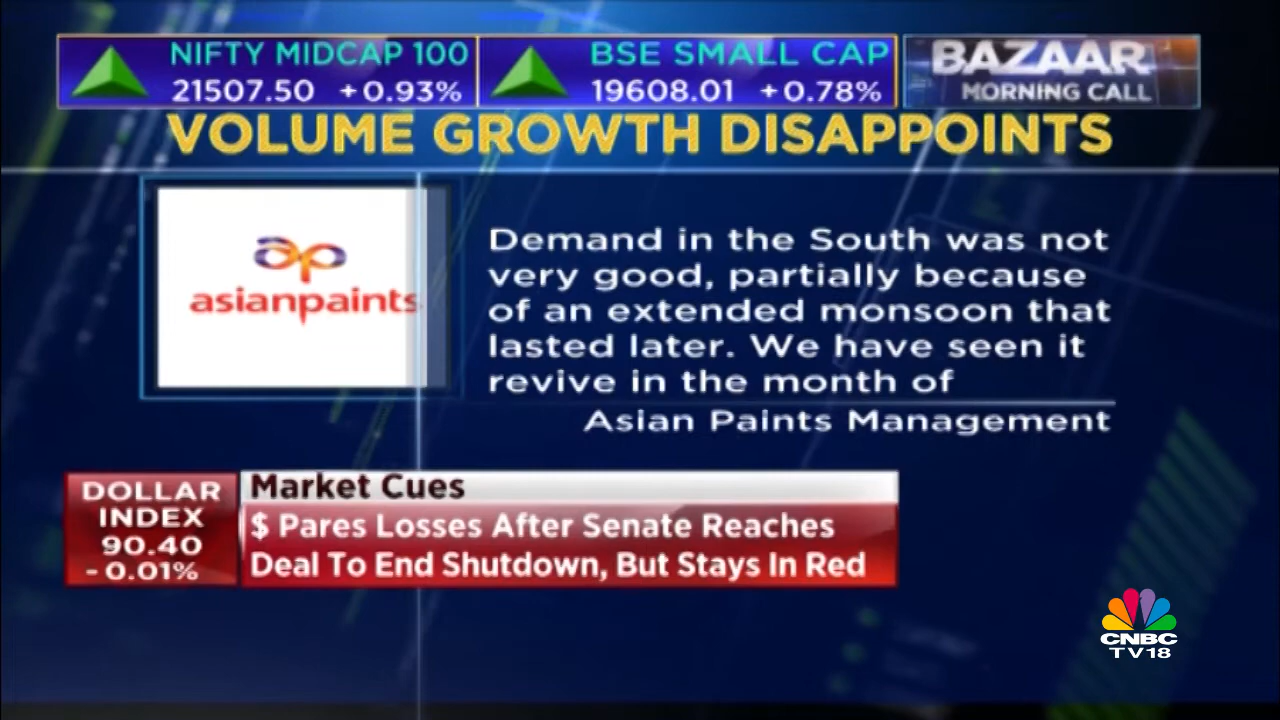 NIFTY MIDCAP 100
21507.50 +0.93%
BSE SMALL CAP
19608.01 +0.78%
BAZAAR
MORNING CALL
VOLUME GROWTH DISAPPOINTS
ap
asianpaints
Demand in the South was not
very good, partially because
of an extended monsoon that
lasted later. We have seen it
revive in the month of
Asian Paints Management
DOLLAR
INDEX
90.40
- 0.01%
Market Cues
$ Pares Losses After Senate Reaches
Deal To End Shutdown, But Stays In Red
CNBC
TV18